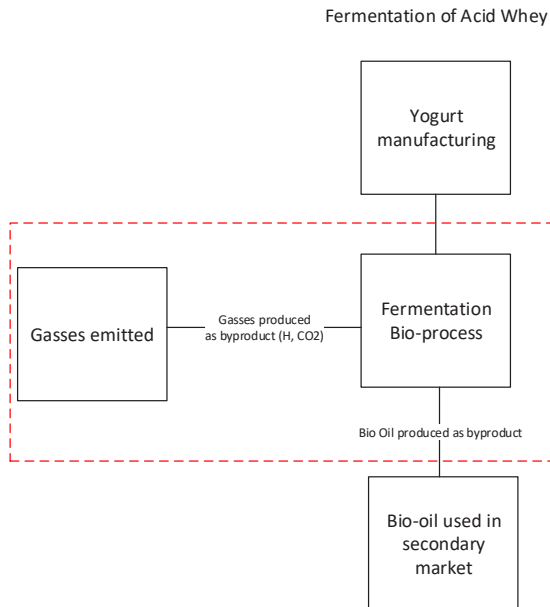 Fermentation of Acid Whey
Yogurt
manufacturing
Gasses emitted
Gasses produced
as byproduct (H, CO2)
Fermentation
Bio-process
Bio Oil produced as byproduct
Bio-oil used in
secondary
market